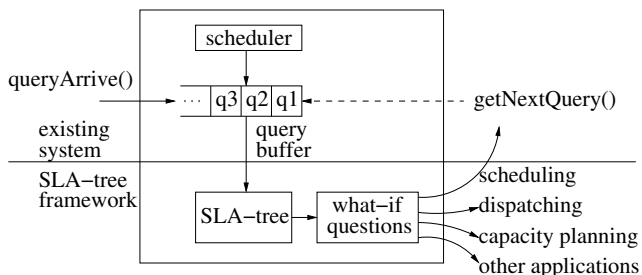 scheduler
queryArrive()
... q3 q2 q1
getNextQuery()
query
buffer
existing
system
SLA-tree
framework
SLA-tree
what-if
questions
scheduling
dispatching
capacity planning
other applications